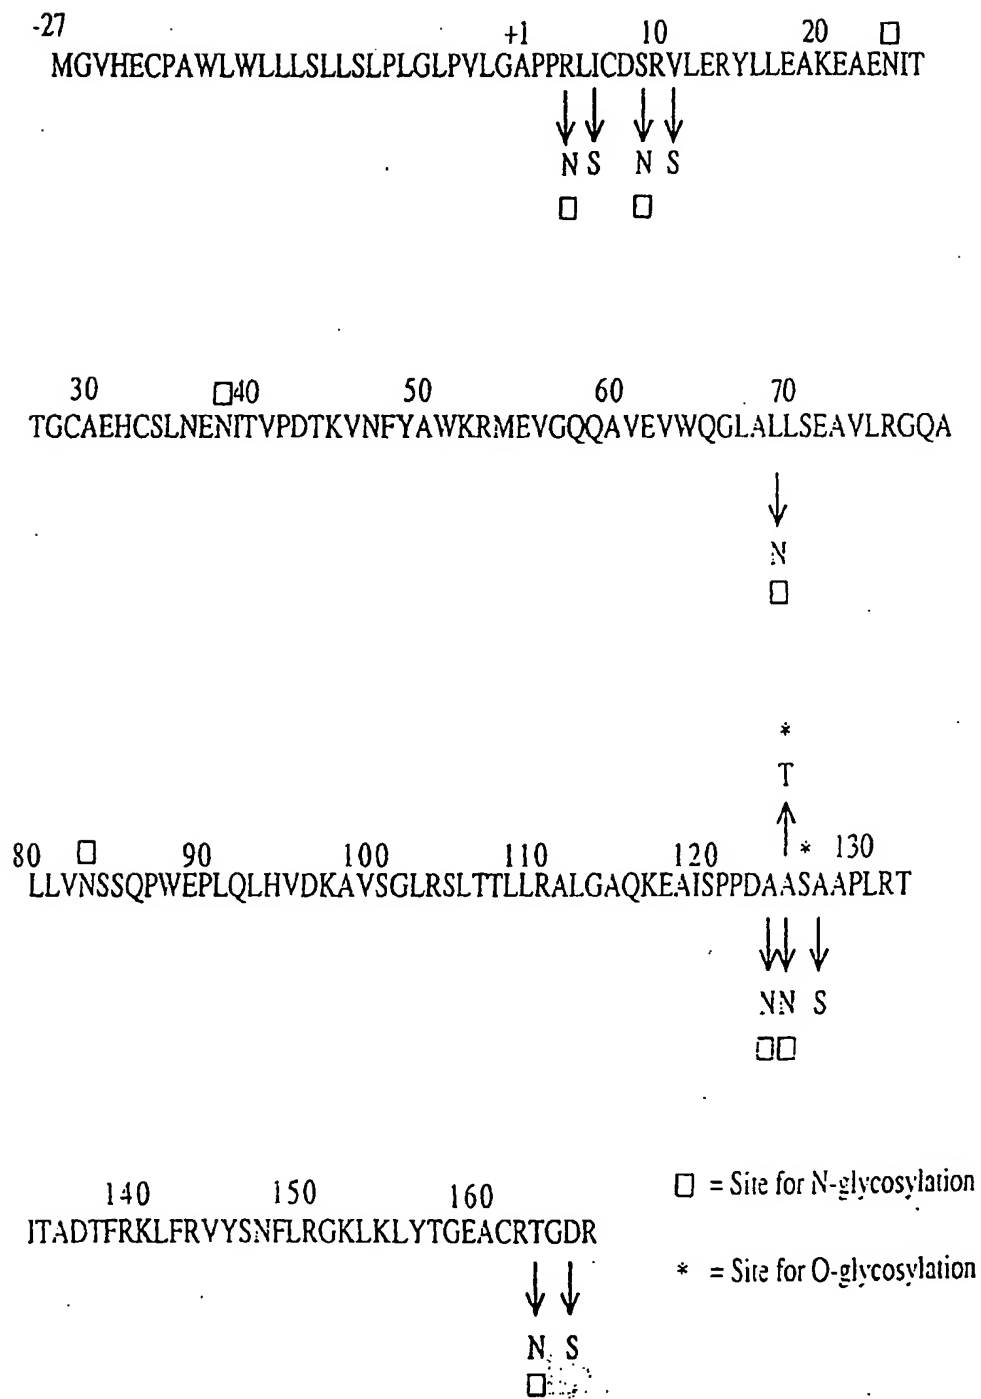 -27 +1 10 20 □
MGVHECPAWLWLLLSLLSLPLGLPVLGAPPRLICDSRVLERYLLEAKEAENIT
N S N S
□ □
30 □40 50 60 70
TGCAEHCSLNENITVPDTKVNFYAWKRMEVGQQAVEVWQGLALLSEAVLRGQA
N
□
*
T
80 □ 90 100 110 120 * 130
LLVNSSQPWEPLQLHVDKAVSGLRSLTTLLRALGAQKEAISPPDAASAAPLRT
NN S
□□
140 150 160
ITADTFRKLFRVYSNFLRGKLKLYTGEACRTGDR
N S
□
□ = Site for N-glycosylation
* = Site for O-glycosylation